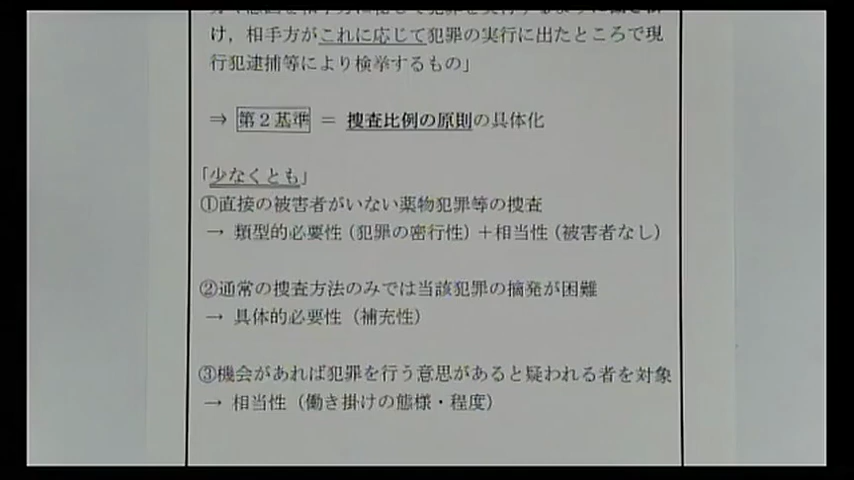 け，相手方がこれに応じて犯罪の実行に出たところで現
行犯逮捕等により検挙するもの」
⇒ 第２基準 ＝ 捜査比例の原則の具体化
「少なくとも」
①直接の被害者がいない薬物犯罪等の捜査
→ 類型的必要性（犯罪の密行性）＋相当性（被害者なし）
②通常の捜査方法のみでは当該犯罪の摘発が困難
→ 具体的必要性（補充性）
③機会があれば犯罪を行う意思があると疑われる者を対象
→ 相当性（働き掛けの態様・程度）